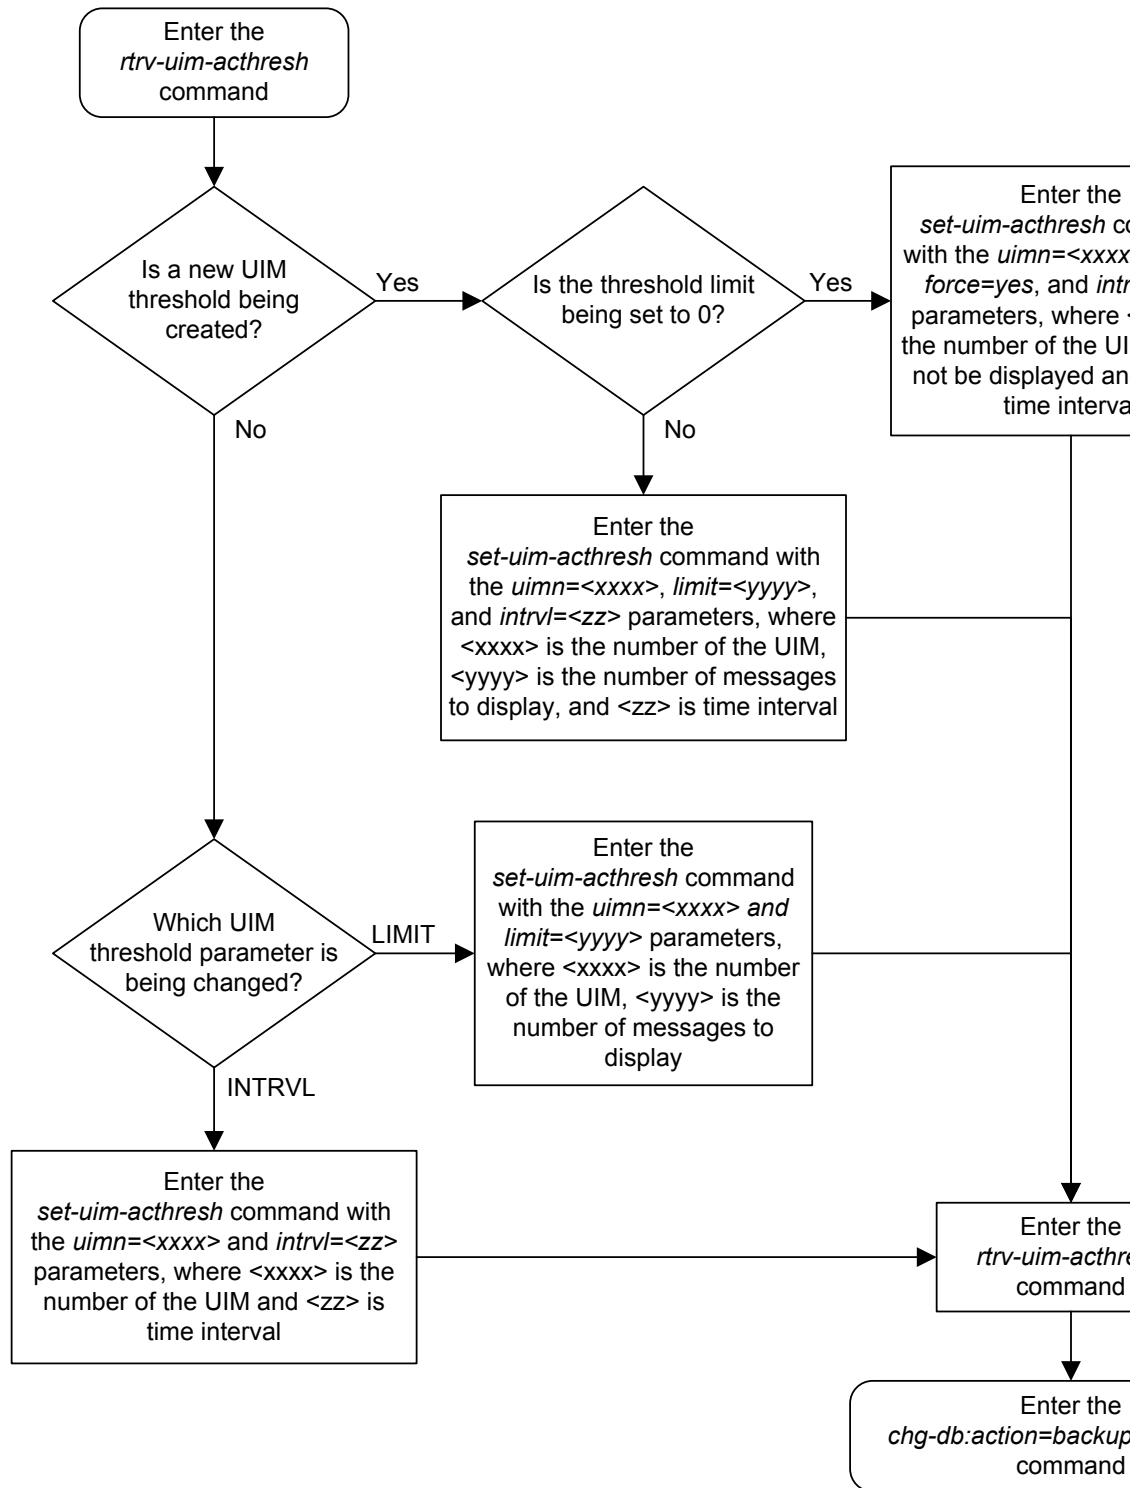 Enter the
rtrv-uim-acthresh
command
Is a new UIM
threshold being
created?
Yes
Is the threshold limit
being set to 0?
Yes
Enter the
set-uim-acthresh
with the uimn=<xxxx
force=yes, and
parameters, where
the number of the
not be displayed
time
No
No
Enter the
set-uim-acthresh command with
the uimn=<xxxx>, limit=<yyyy>,
and intrvl=<zz> parameters, where
<xxxx> is the number of the UIM,
<yyyy> is the number of messages
to display, and <zz> is time interval
Which UIM
threshold parameter is
being changed?
LIMIT
Enter the
set-uim-acthresh command
with the uimn=<xxxx> and
limit=<yyyy> parameters,
where <xxxx> is the number
of the UIM, <yyyy> is the
number of messages to
display
INTRVL
Enter the
set-uim-acthresh command with
the uimn=<xxxx> and intrvl=<zz>
parameters, where <xxxx> is the
number of the UIM and <zz> is
time interval
Enter the
rtrv-uim-acthre
command
Enter the
chg-db:action=backup
command